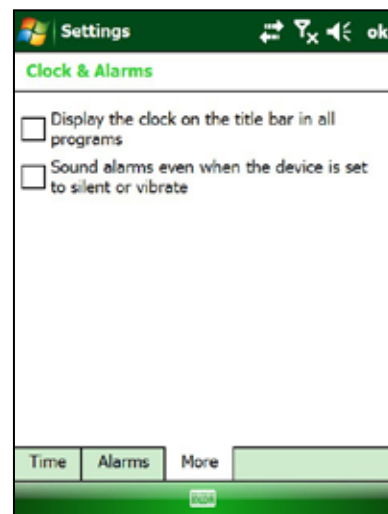 Settings
ok
Clock & Alarms
Display the clock on the title bar in all
programs
Sound alarms even when the device is set
to silent or vibrate
Time Alarms More